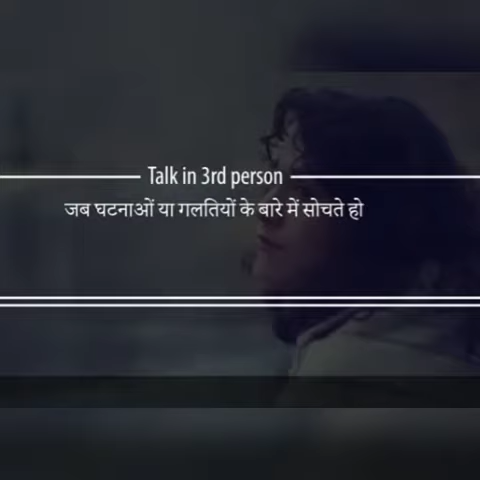 Talk in 3rd person
जब घटनाओं या गलतियों के बारे में सोचते हो